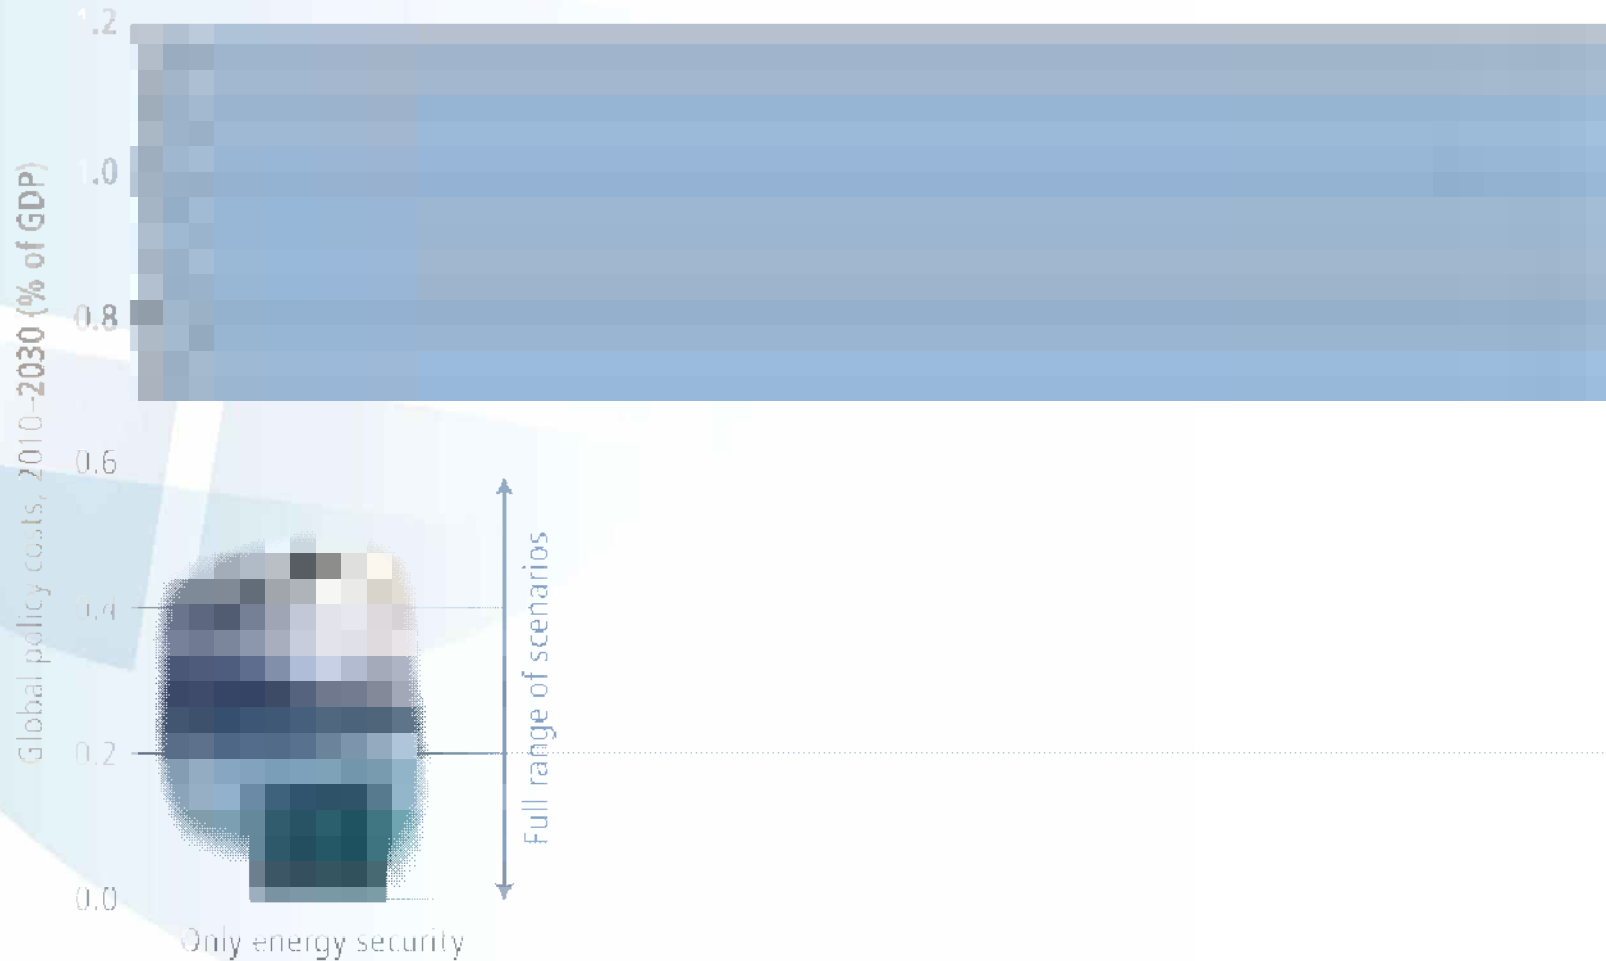 Global policy costs, 2010–2030 (% of GDP)
1.2
1.0
0.8
0.6
0.4
0.2
0.0
Full range of scenarios
Only energy security